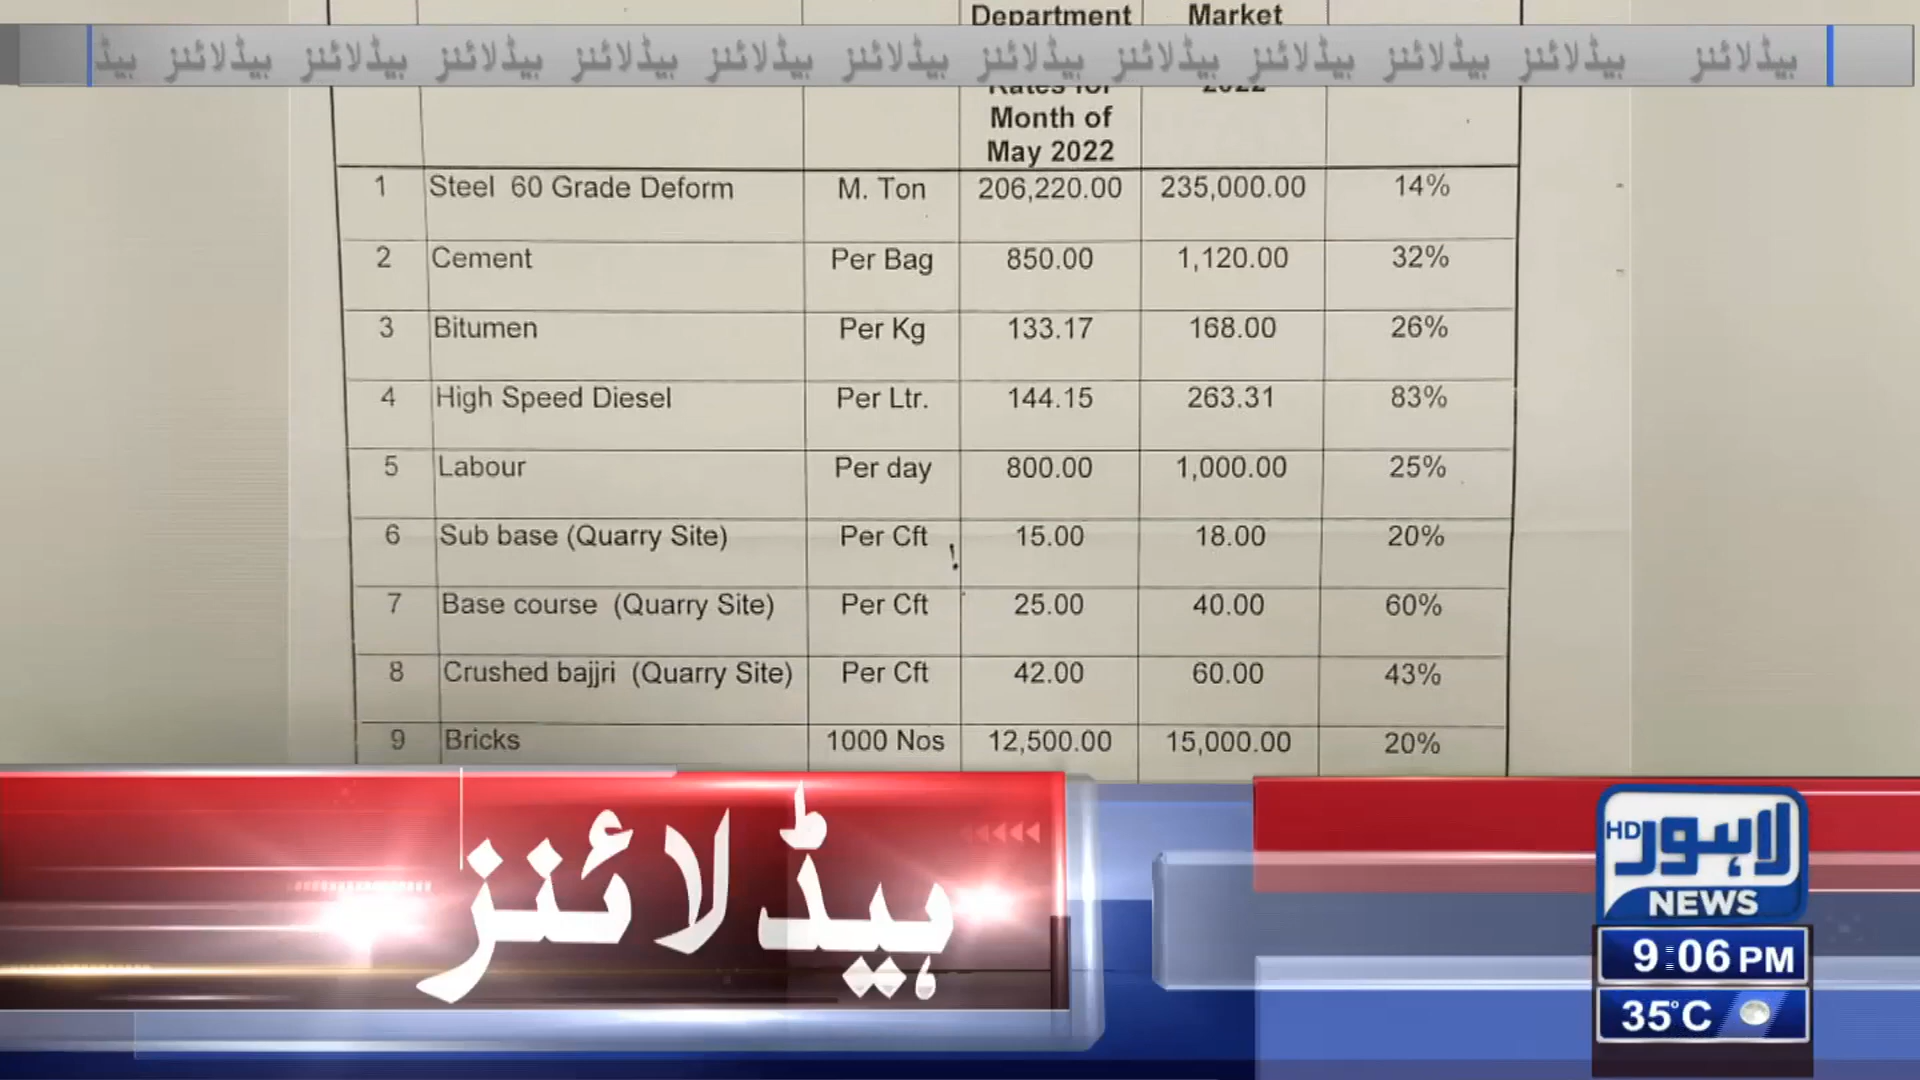 Department Market
ہیڈلائنز ہیڈلائنز ہیڈلائنز ہیڈلائنز ہیڈلائنز ہیڈلائنز ہیڈلائنز ہیڈلائنز ہیڈلائنز ہیڈلائنز ہیڈلائنز ہیڈلائنز ہیڈ
Rates for 2022
Month of
May 2022
1 Steel 60 Grade Deform M. Ton 206,220.00 235,000.00 14%
2 Cement Per Bag 850.00 1,120.00 32%
3 Bitumen Per Kg 133.17 168.00 26%
4 High Speed Diesel Per Ltr. 144.15 263.31 83%
5 Labour Per day 800.00 1,000.00 25%
6 Sub base (Quarry Site) Per Cft 15.00 18.00 20%
7 Base course (Quarry Site) Per Cft 25.00 40.00 60%
8 Crushed bajjri (Quarry Site) Per Cft 42.00 60.00 43%
9 Bricks 1000 Nos 12,500.00 15,000.00 20%
ہیڈلائنز
لاہور HD
NEWS
9:06 PM
35°C